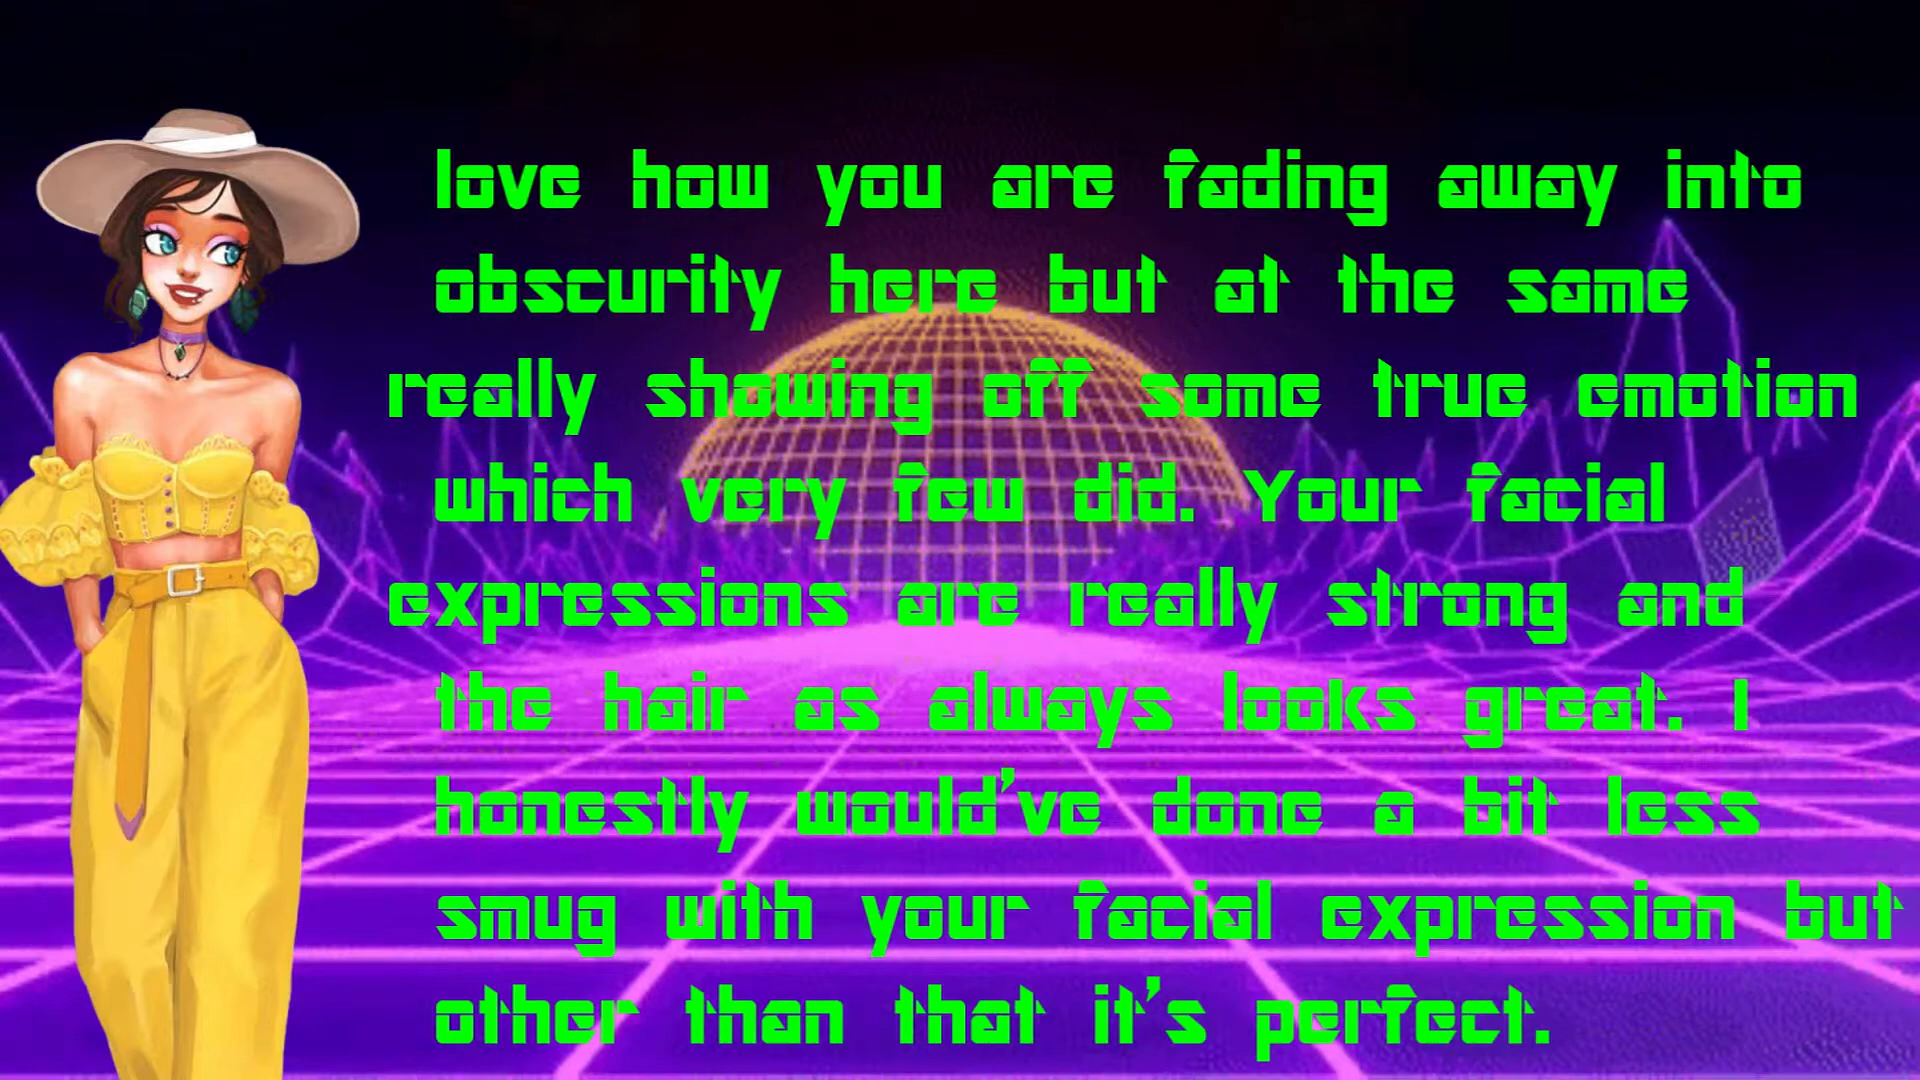 love how you are fading away into
obscurity here but at the same
really showing off some true emotion
which very few did. Your facial
expressions are really strong and
the hair as always looks great. I
honestly would've done a bit less
smug with your facial expression but
other than that it's perfect.